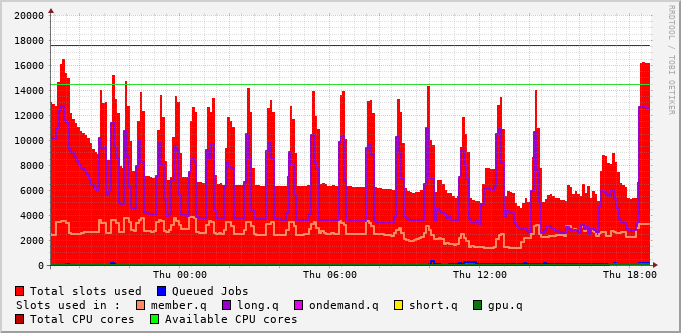 20000
18000
16000
14000
12000
10000
8000
6000
4000
2000
0
Thu 00:00 Thu 06:00 Thu 12:00 Thu 18:00
RRDTOOL / TOBI OETIKER
Total slots used Queued Jobs
Slots used in : member.q long.q ondemand.q short.q gpu.q
Total CPU cores Available CPU cores